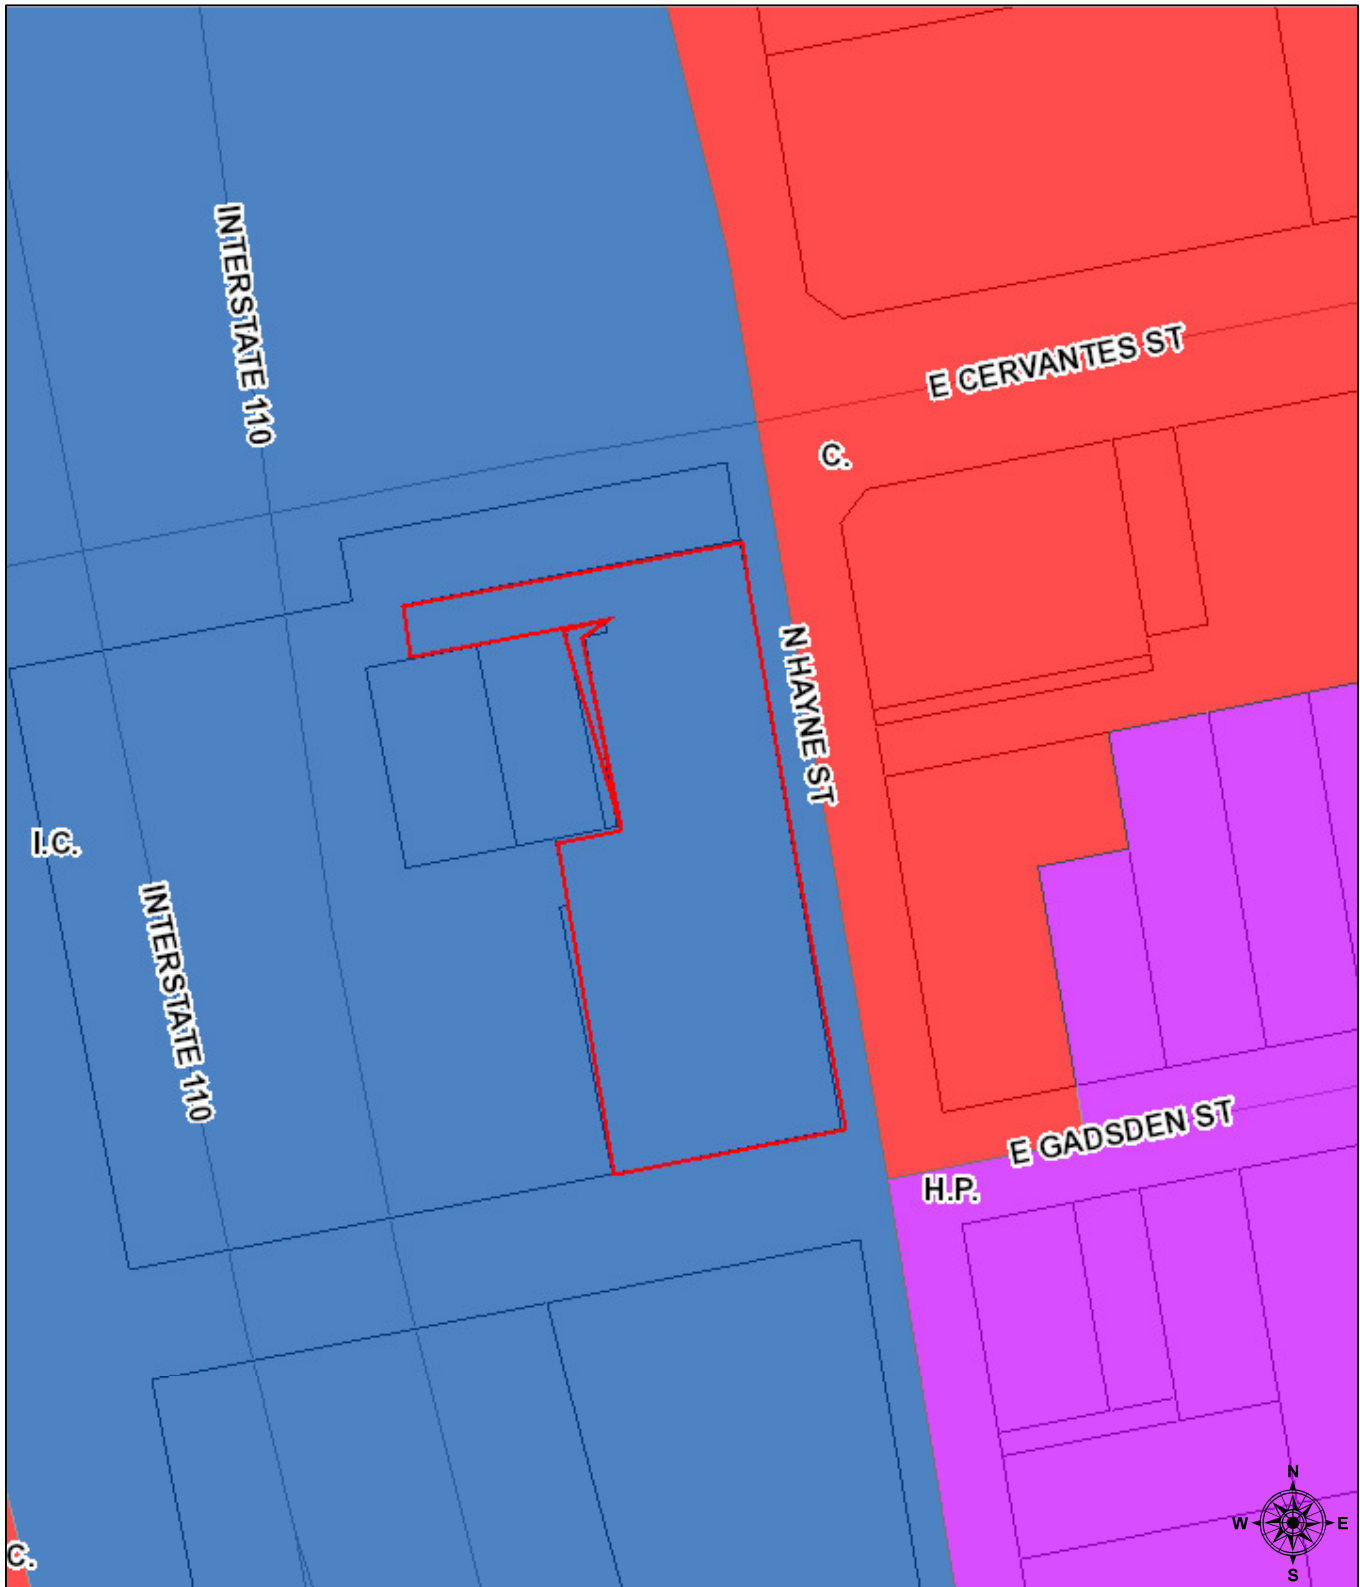 INTERSTATE 110
E CERVANTES ST
C.
N HAYNE ST
I.C.
INTERSTATE 110
E GADSDEN ST
H.P.
N
W E
S
C.